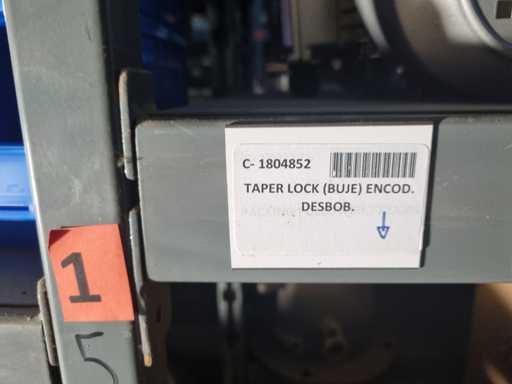 C- 1804852
TAPER LOCK (BUJE) ENCOD.
DESBOB.
1
5